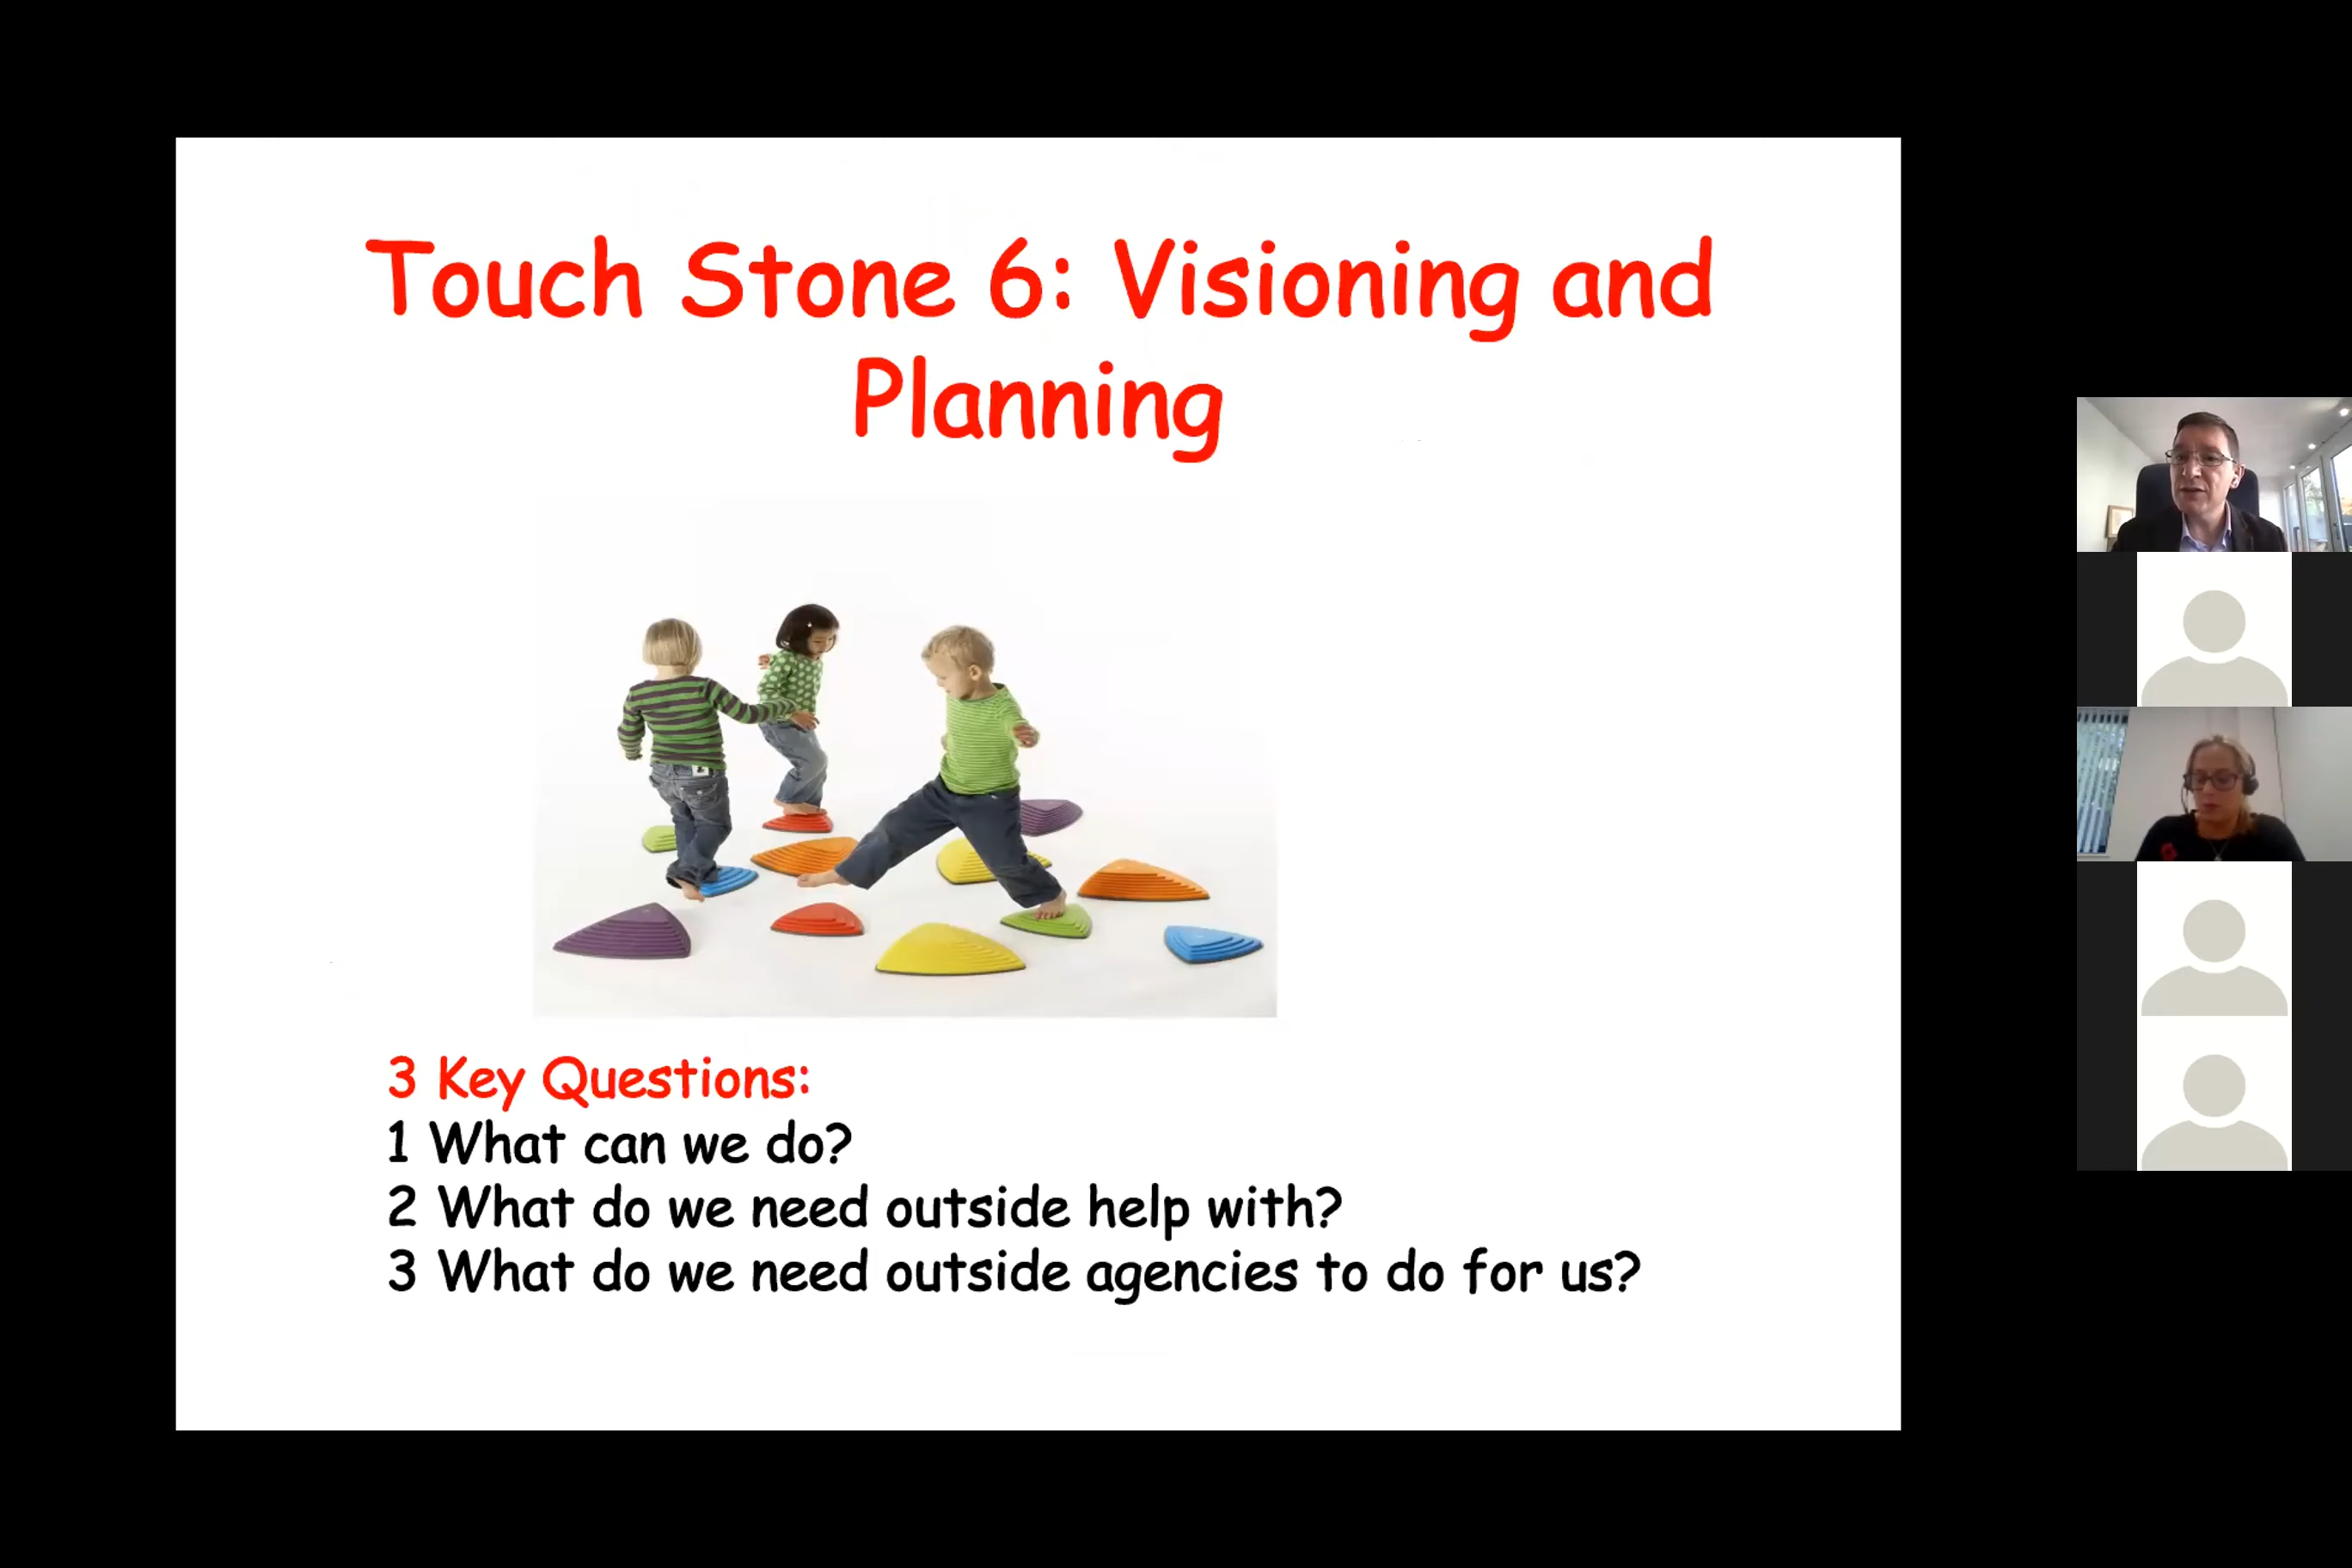 Touch Stone 6: Visioning and
Planning
3 Key Questions:
1 What can we do?
2 What do we need outside help with?
3 What do we need outside agencies to do for us?